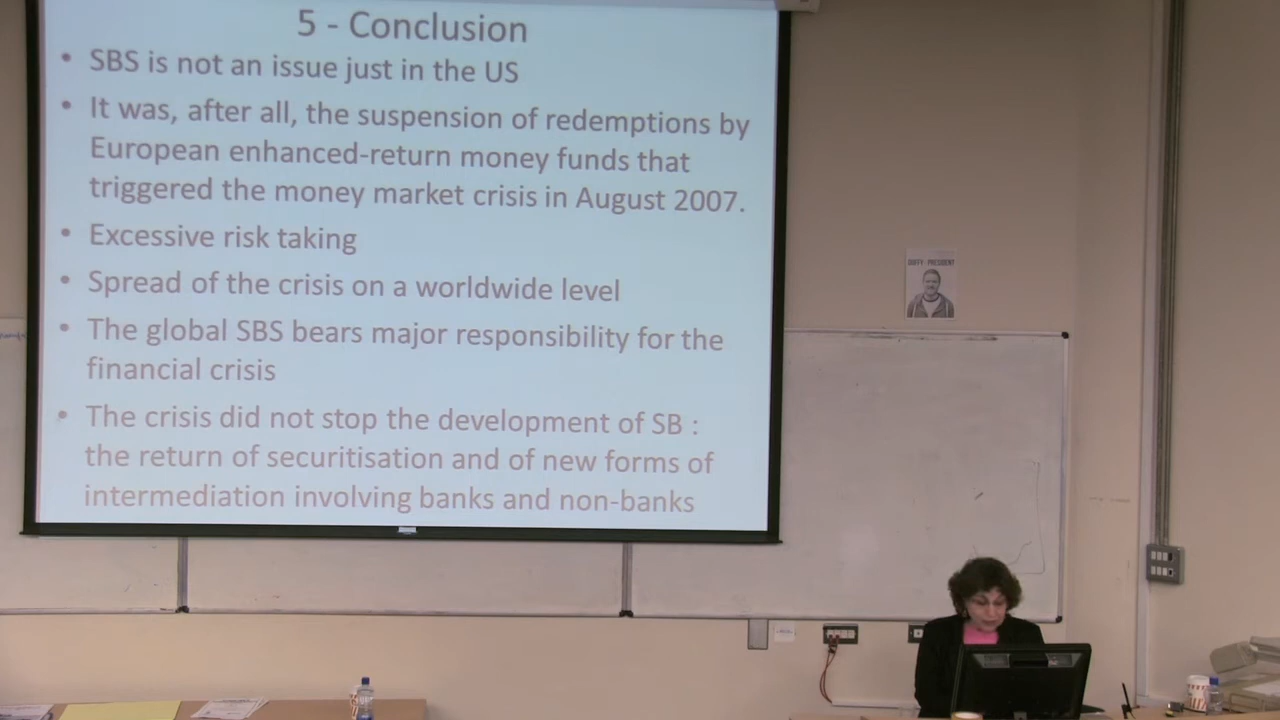 5 - Conclusion
• SBS is not an issue just in the US
• It was, after all, the suspension of redemptions by
European enhanced-return money funds that
triggered the money market crisis in August 2007.
• Excessive risk taking
• Spread of the crisis on a worldwide level
• The global SBS bears major responsibility for the
financial crisis
• The crisis did not stop the development of SB :
the return of securitisation and of new forms of
intermediation involving banks and non-banks
DUFFY - PRESIDENT